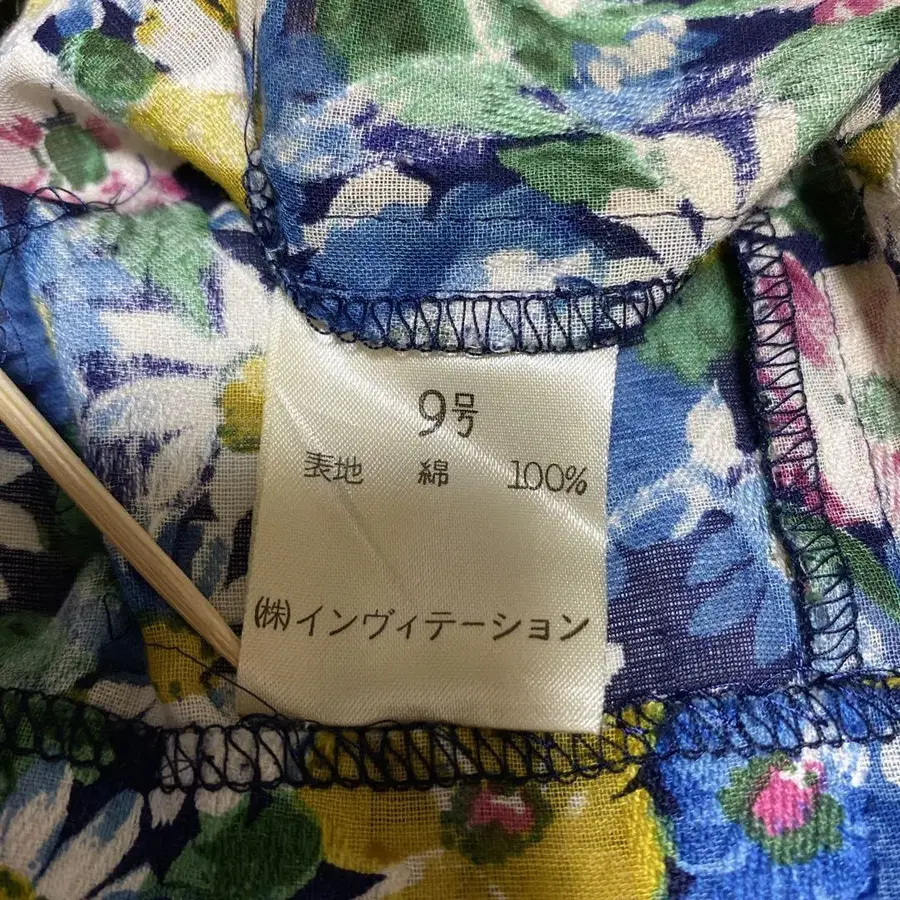 9号
表地 綿 100%
(株)インヴィテーション